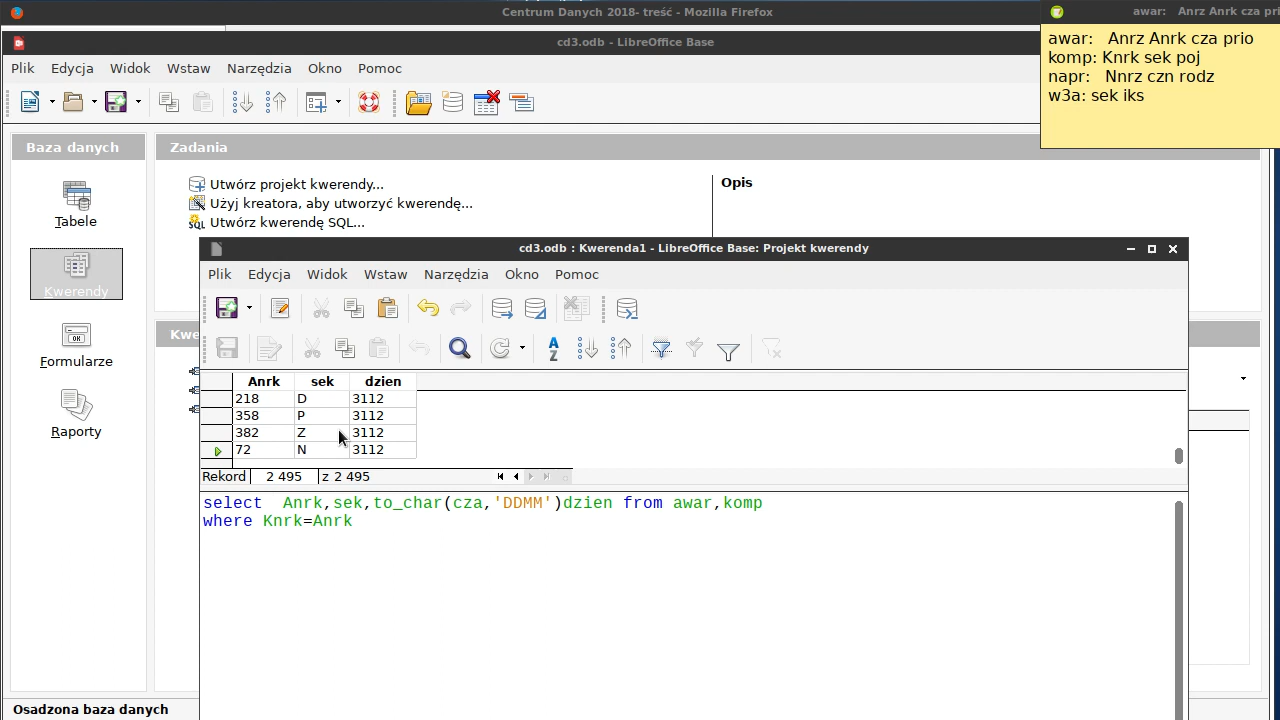 Centrum Danych 2018- treść - Mozilla Firefox
awar: Anrz Anrk cza pri
cd3.odb - LibreOffice Base
awar: Anrz Anrk cza prio
komp: Knrk sek poj
napr: Nnrz czn rodz
w3a: sek iks
Plik Edycja Widok Wstaw Narzędzia Okno Pomoc
Baza danych
Zadania
Tabele
Kwerendy
Formularze
Raporty
Utwórz projekt kwerendy...
Użyj kreatora, aby utworzyć kwerendę...
SQL Utwórz kwerendę SQL...
Opis
Kwe
cd3.odb : Kwerenda1 - LibreOffice Base: Projekt kwerendy
Plik Edycja Widok Wstaw Narzędzia Okno Pomoc
Anrk sek dzien
218 D 3112
358 P 3112
382 Z 3112
72 N 3112
Rekord 2 495 z 2 495
select Anrk,sek,to_char(cza,'DDMM')dzien from awar,komp
where Knrk=Anrk
Osadzona baza danych